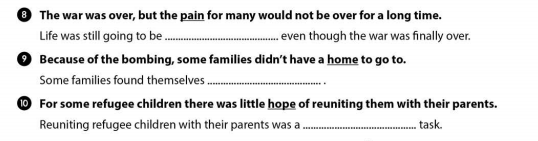 8 The war was over, but the pain for many would not be over for a long time.
Life was still going to be .......................................... even though the war was finally over.
9 Because of the bombing, some families didn't have a home to go to.
Some families found themselves .......................................... .
10 For some refugee children there was little hope of reuniting them with their parents.
Reuniting refugee children with their parents was a .......................................... task.